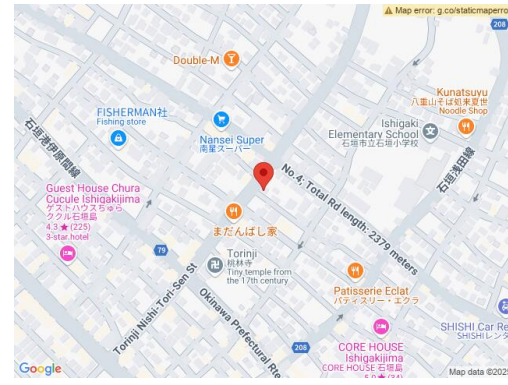 Map error: g.co/staticmaperro
208
Double-M
Kunatsuyu
八重山そば処来夏世
Noodle Shop
FISHERMAN社
Fishing store
Nansei Super
南星スーパー
Ishigaki
Elementary School
石垣市立石垣小学校
石垣港伊原間線
石垣浅田線
No.4; Total Rd length: 2379 meters
Guest House Chura
Cucule Ishigakijima
ゲストハウスちゅら
ククル石垣島
4.3★(225)
3-star hotel
まだんばし家
79
Torinji
桃林寺
Tiny temple from
the 17th century
Torinji Nishi-Tori-Sen St
Okinawa Prefectural Rte
Patisserie Eclat
パティスリー・エクラ
SHISHI Car Re
SHISHIレンタ
208
CORE HOUSE
Ishigakijima
CORE HOUSE 石垣島
5.0★(34)
Google
Map data ©2025